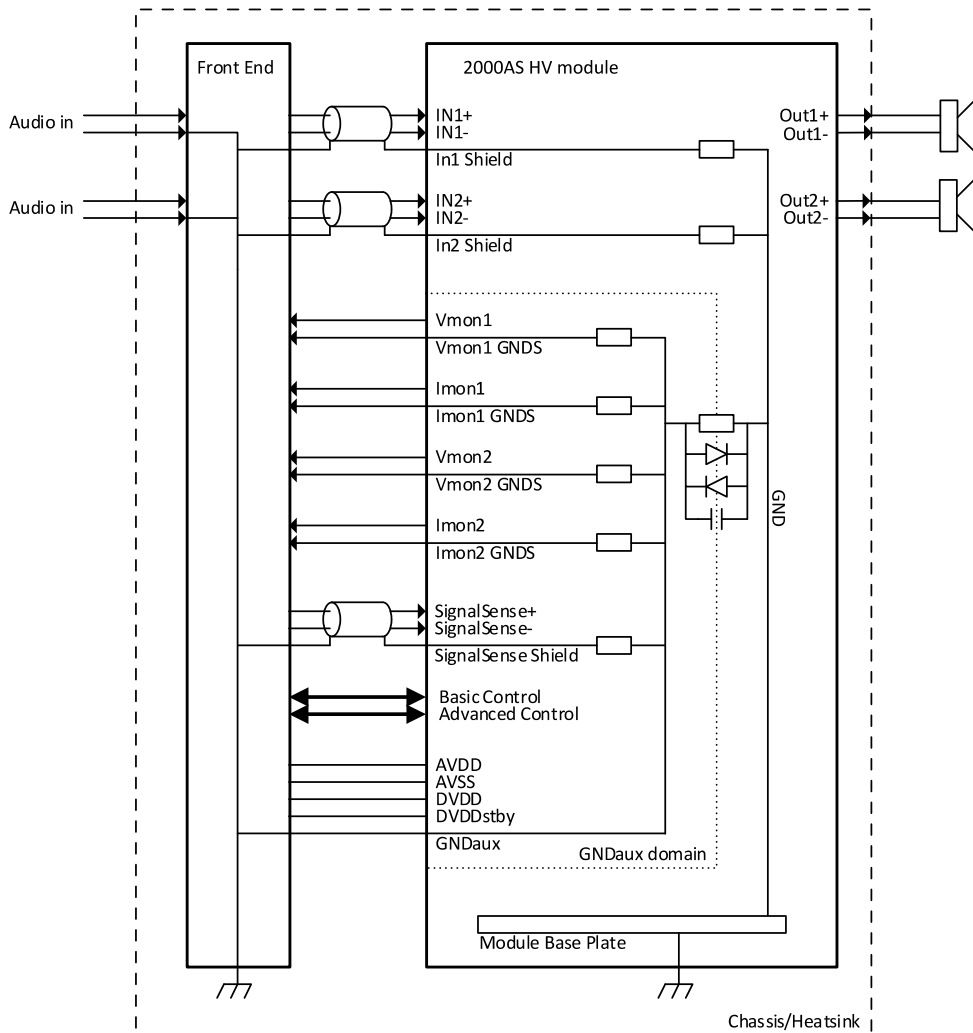 Front End
2000AS HV module
Audio in
IN1+
IN1-
In1 Shield
Out1+
Out1-
Audio in
IN2+
IN2-
In2 Shield
Out2+
Out2-
Vmon1
Vmon1 GNDS
Imon1
Imon1 GNDS
Vmon2
Vmon2 GNDS
Imon2
Imon2 GNDS
GND
SignalSense+
SignalSense-
SignalSense Shield
Basic Control
Advanced Control
AVDD
AVSS
DVDD
DVDDstby
GNDaux
GNDaux domain
Module Base Plate
Chassis/Heatsink